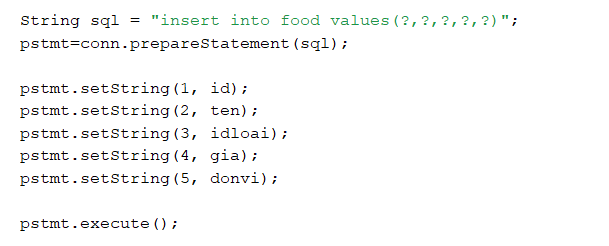 String sql = "insert into food values(?,?,?,?,?)";
pstmt=conn.prepareStatement(sql);
pstmt.setString(1, id);
pstmt.setString(2, ten);
pstmt.setString(3, idloai);
pstmt.setString(4, gia);
pstmt.setString(5, donvi);
pstmt.execute();